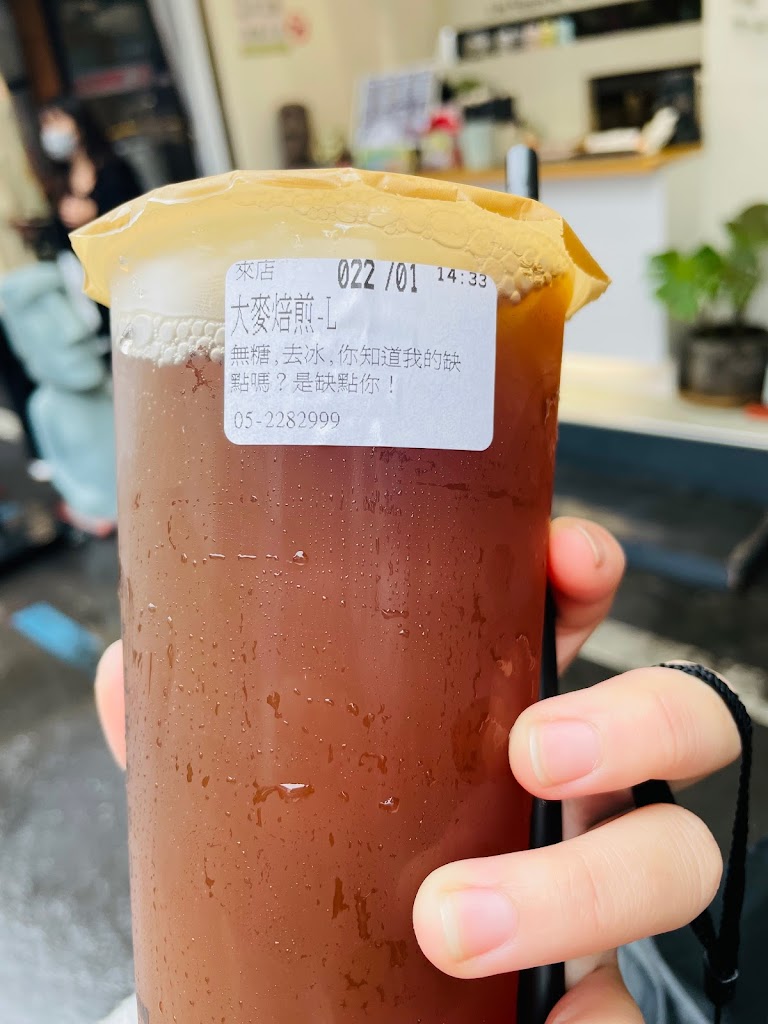 來店 022 /01 14:33
大麥焙煎-L
無糖,去冰,你知道我的缺
點嗎？是缺點你！
05-2282999